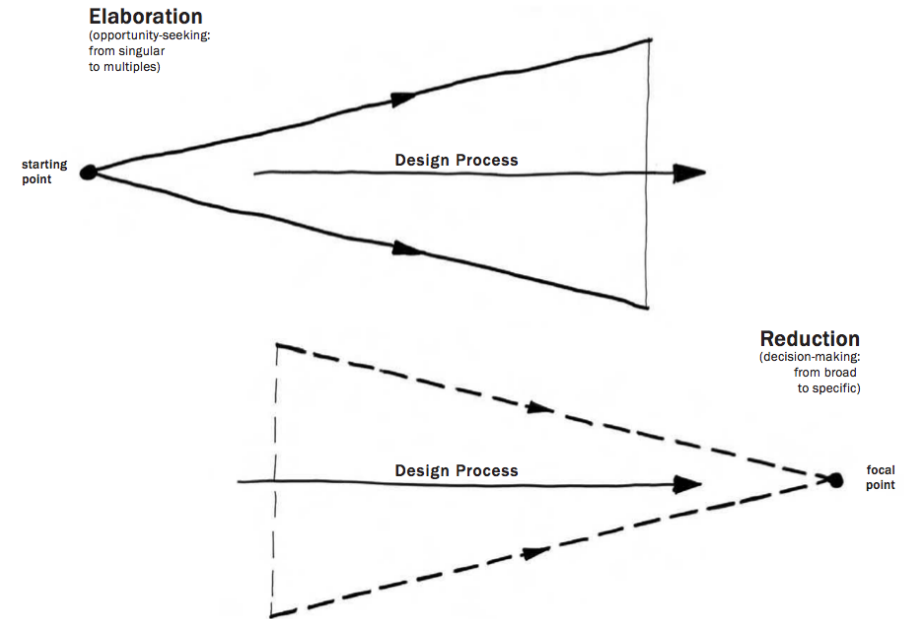 Elaboration
(opportunity-seeking:
from singular
to multiples)
starting
point
Design Process
Reduction
(decision-making:
from broad
to specific)
Design Process
focal
point